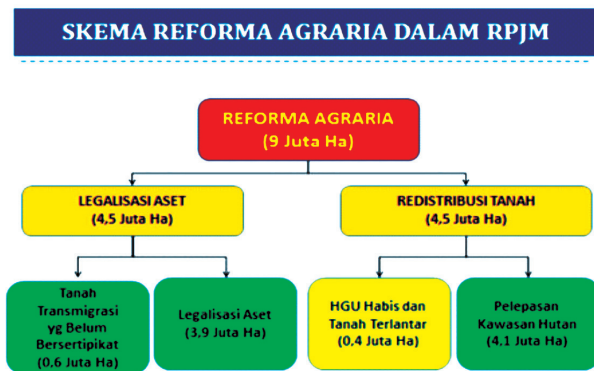 SKEMA REFORMA AGRARIA DALAM RPJM
REFORMA AGRARIA
(9 Juta Ha)
LEGALISASI ASET
(4,5 Juta Ha)
REDISTRIBUSI TANAH
(4,5 Juta Ha)
Tanah
Transmigrasi
yg Belum
Bersertipikat
(0,6 Juta Ha)
Legalisasi Aset
(3,9 Juta Ha)
HGU Habis dan
Tanah Terlantar
(0,4 Juta Ha)
Pelepasan
Kawasan Hutan
(4,1 Juta Ha)